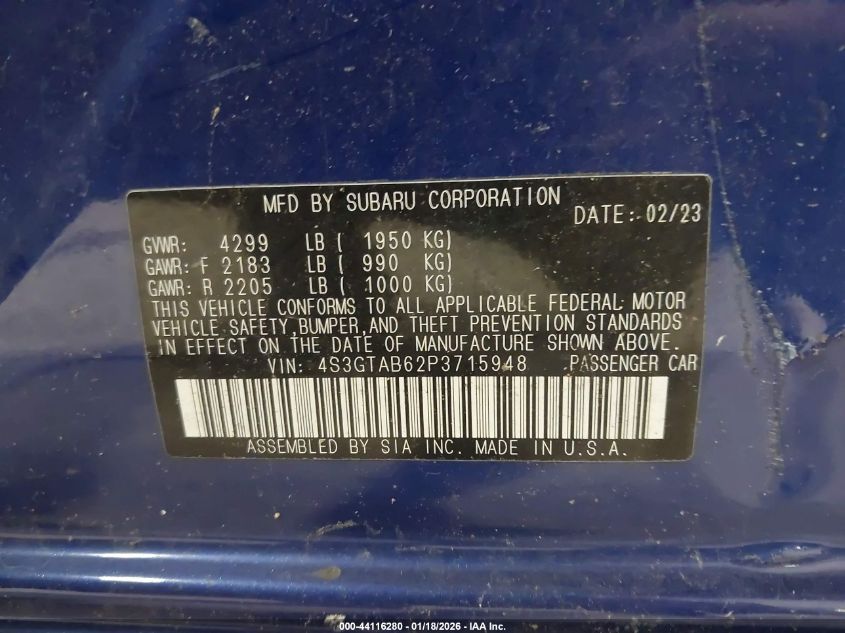 MFD BY SUBARU CORPORATION DATE: 02/23
GVWR: 4299 LB ( 1950 KG)
GAWR: F 2183 LB ( 990 KG)
GAWR: R 2205 LB ( 1000 KG)
THIS VEHICLE CONFORMS TO ALL APPLICABLE FEDERAL MOTOR
VEHICLE SAFETY,BUMPER,AND THEFT PREVENTION STANDARDS
IN EFFECT ON THE DATE OF MANUFACTURE SHOWN ABOVE.
VIN: 4S3GTAB62P3715948 PASSENGER CAR
ASSEMBLED BY SIA INC. MADE IN U.S.A.
000-44116280 - 01/18/2026 - IAA Inc.